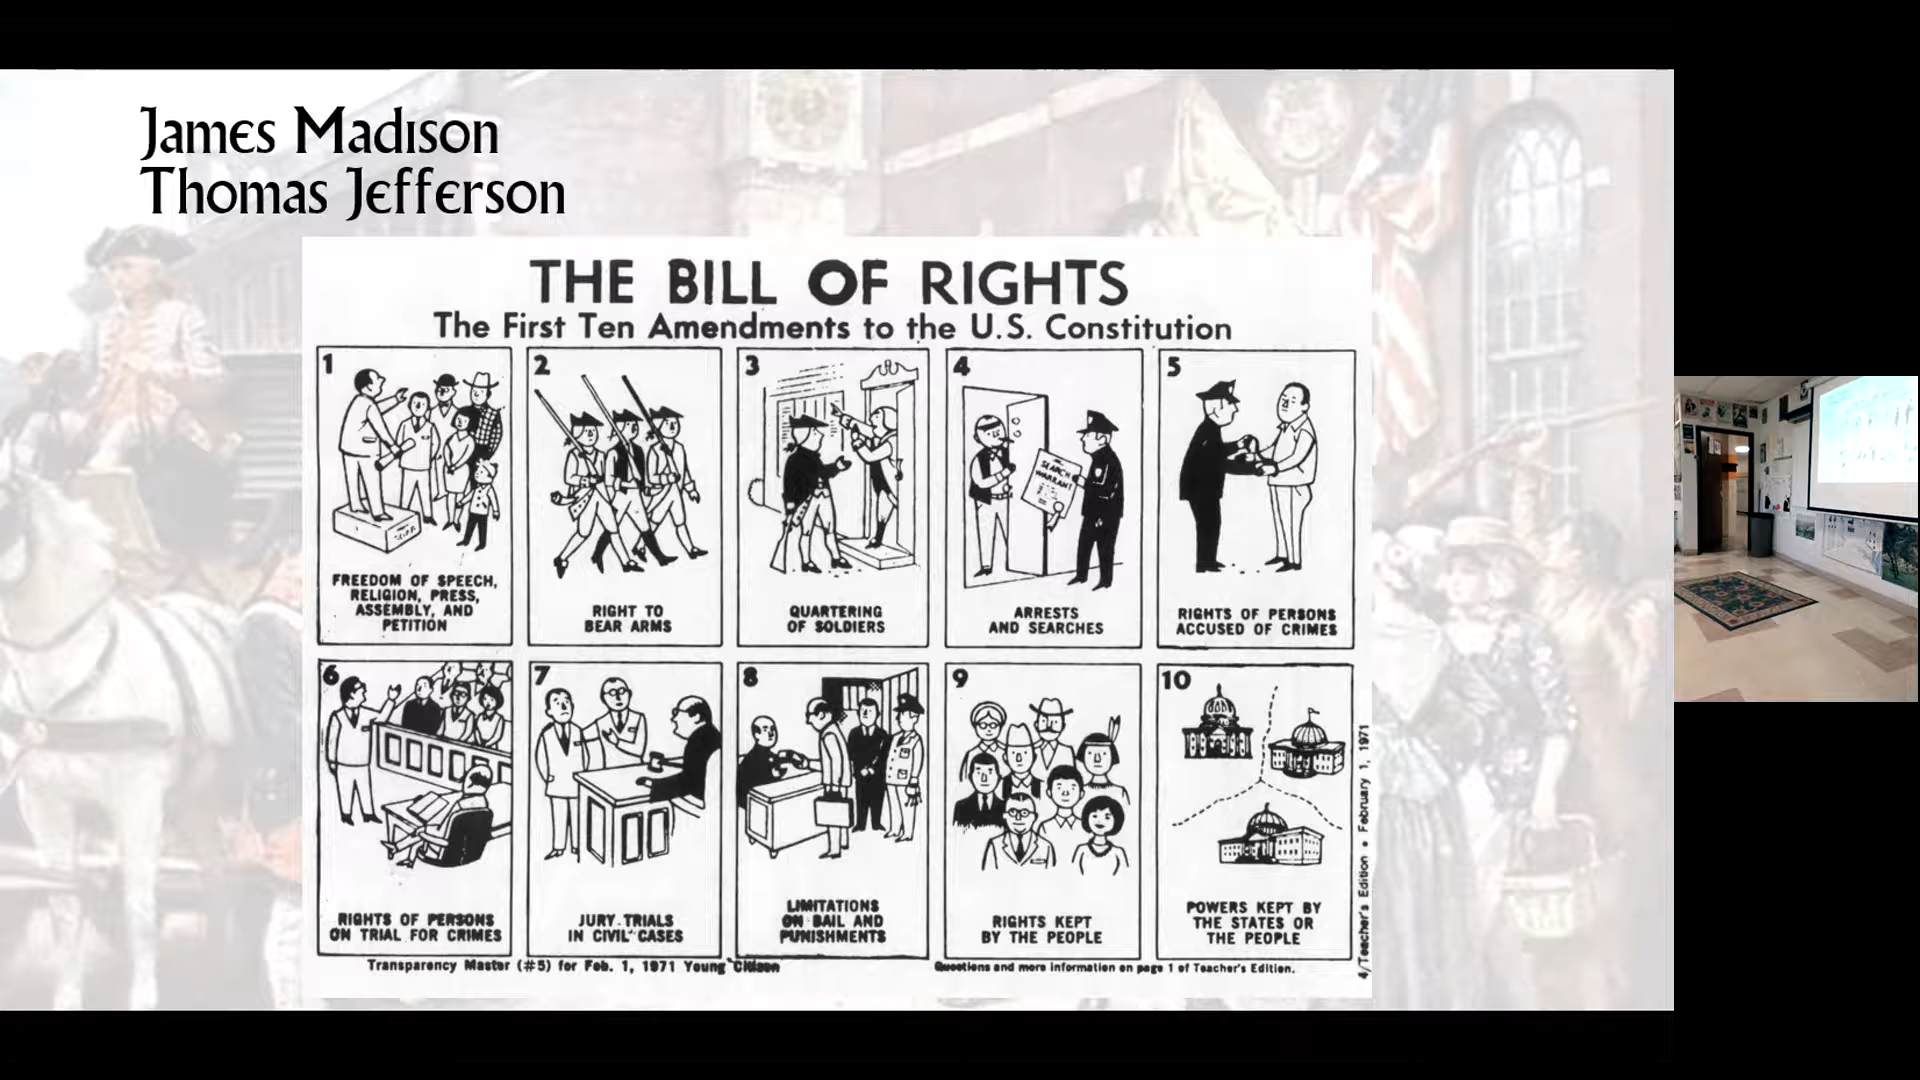 James Madison
Thomas Jefferson
THE BILL OF RIGHTS
The First Ten Amendments to the U.S. Constitution
1
FREEDOM OF SPEECH,
RELIGION, PRESS,
ASSEMBLY, AND
PETITION
2
RIGHT TO
BEAR ARMS
3
QUARTERING
OF SOLDIERS
4
SEARCH
WARRANT
ARRESTS
AND SEARCHES
5
RIGHTS OF PERSONS
ACCUSED OF CRIMES
6
RIGHTS OF PERSONS
ON TRIAL FOR CRIMES
7
JURY TRIALS
IN CIVIL CASES
8
LIMITATIONS
ON BAIL AND
PUNISHMENTS
9
RIGHTS KEPT
BY THE PEOPLE
10
POWERS KEPT BY
THE STATES OR
THE PEOPLE
Transparency Master (#5) for Feb. 1, 1971 Young Citizen
Questions and more information on page 1 of Teacher's Edition.
4/Teacher's Edition • February 1, 1971